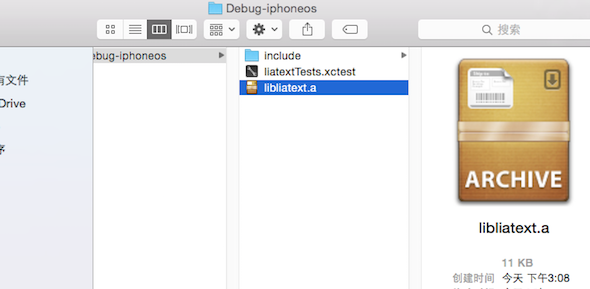 Debug-iphoneos
搜索
ebug-iphoneos
include
liatextTests.xctest
libliatext.a
有文件
Drive
序
ARCHIVE
libliatext.a
11 KB
创建时间 今天 下午3:08